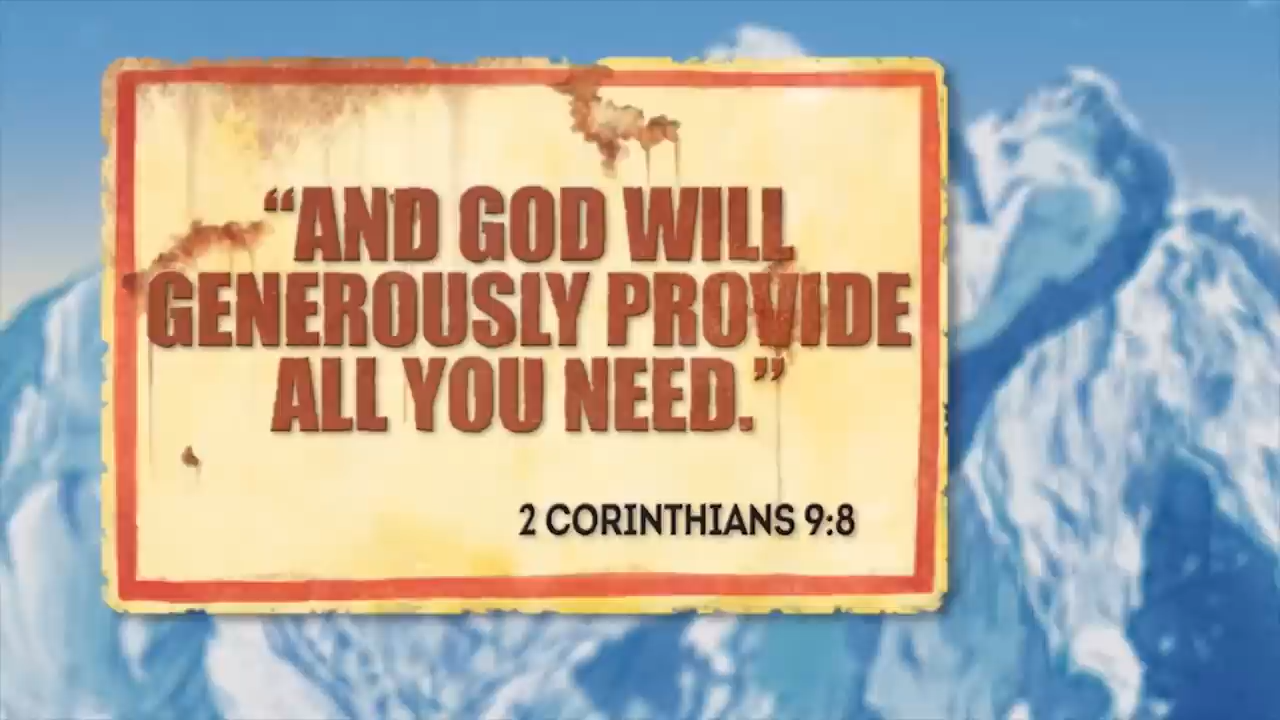 “AND GOD WILL
GENEROUSLY PROVIDE
ALL YOU NEED.”
2 CORINTHIANS 9:8